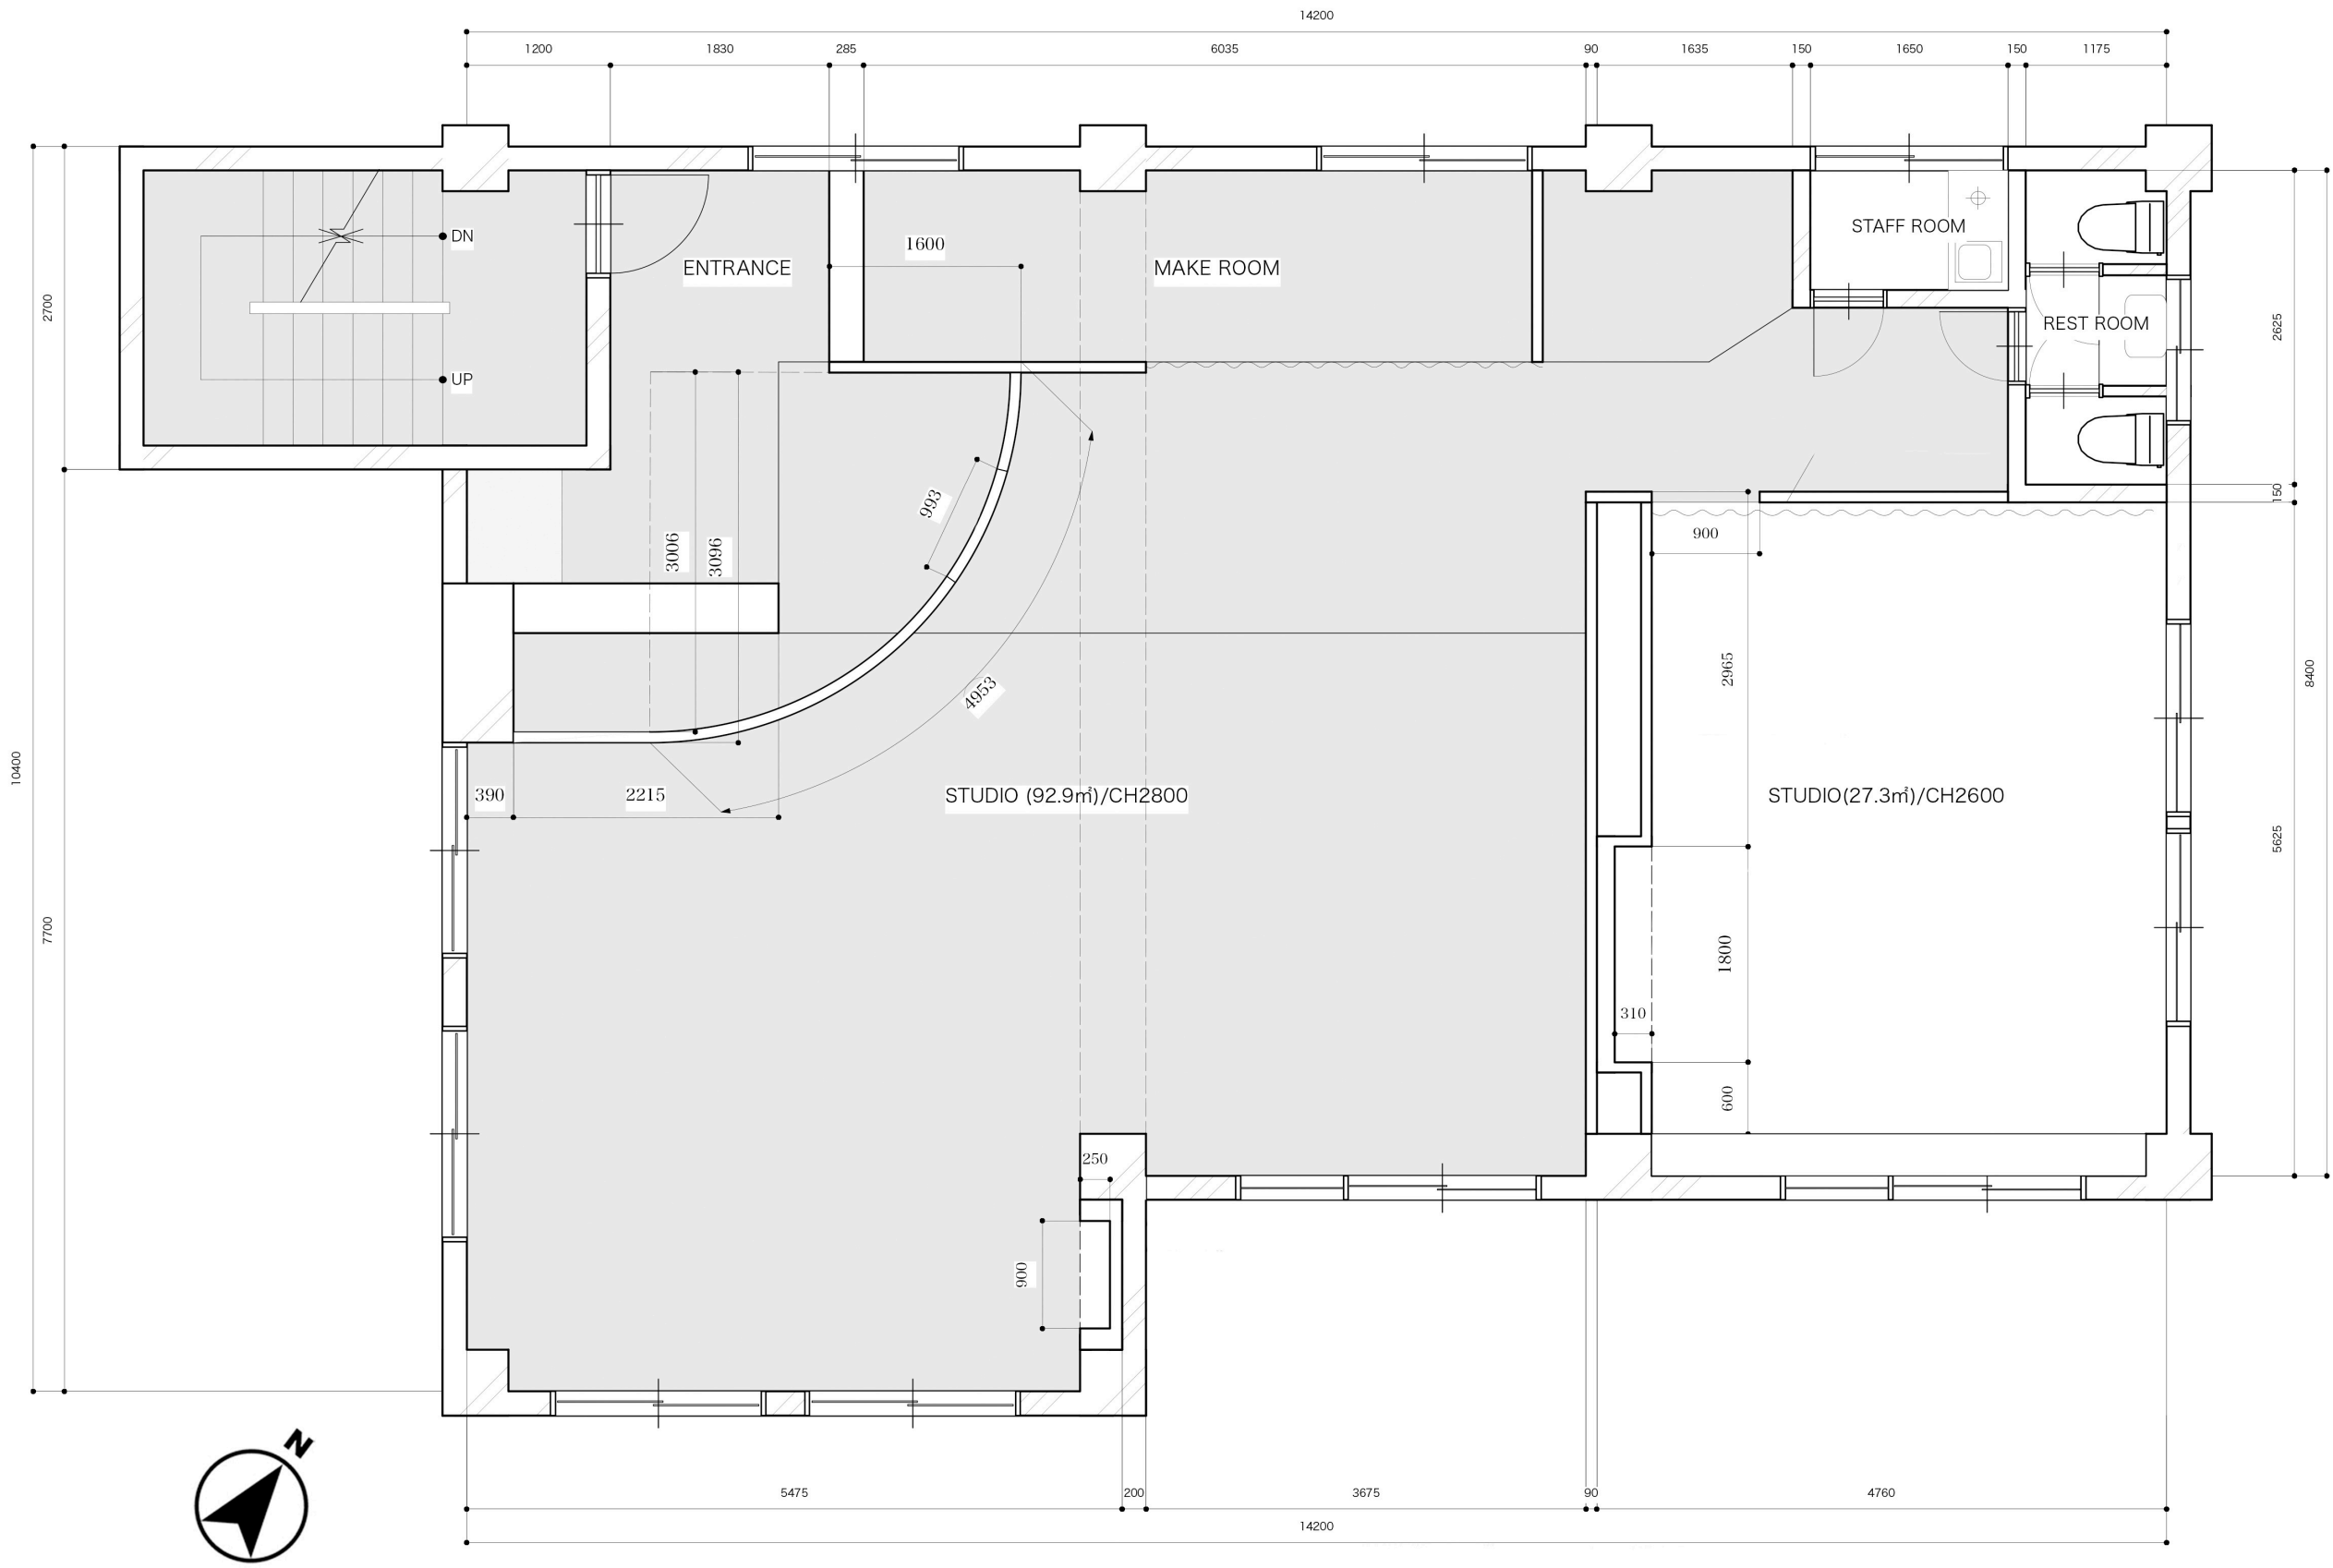 14200
1200 1830 285 6035 90 1635 150 1650 150 1175
DN
UP
ENTRANCE
1600
MAKE ROOM
STAFF ROOM
REST ROOM
2700
10400
7700
2625
150
8400
5625
993
3006
3096
4953
900
2965
390
2215
STUDIO (92.9㎡)/CH2800
STUDIO(27.3㎡)/CH2600
1800
310
600
250
900
N
5475 200 3675 90 4760
14200